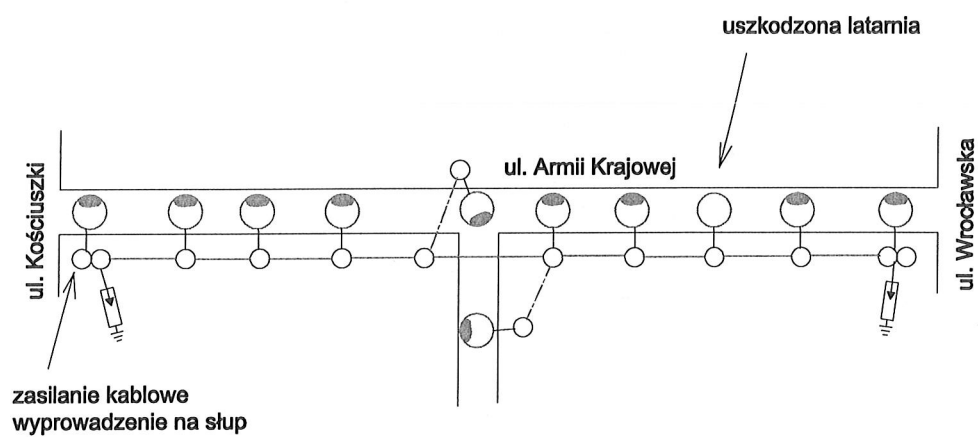 uszkodzona latarnia
ul. Armii Krajowej
ul. Kościuszki
ul. Wrocławska
zasilanie kablowe
wyprowadzenie na słup